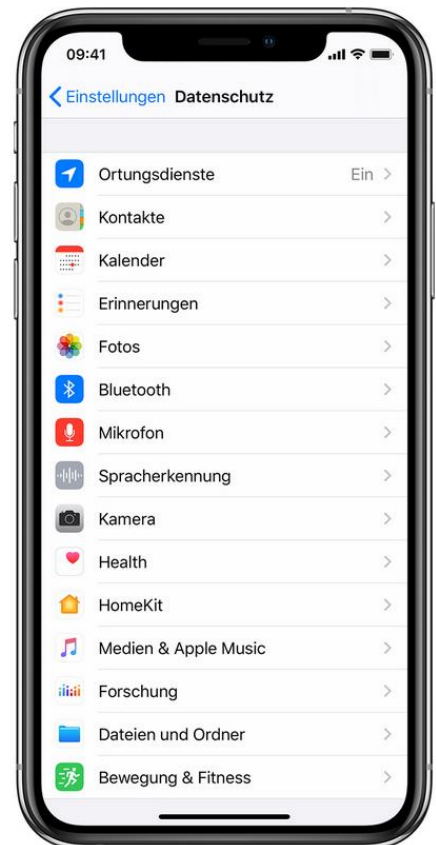 09:41
Einstellungen Datenschutz
Ortungsdienste Ein
Kontakte
Kalender
Erinnerungen
Fotos
Bluetooth
Mikrofon
Spracherkennung
Kamera
Health
HomeKit
Medien & Apple Music
Forschung
Dateien und Ordner
Bewegung & Fitness